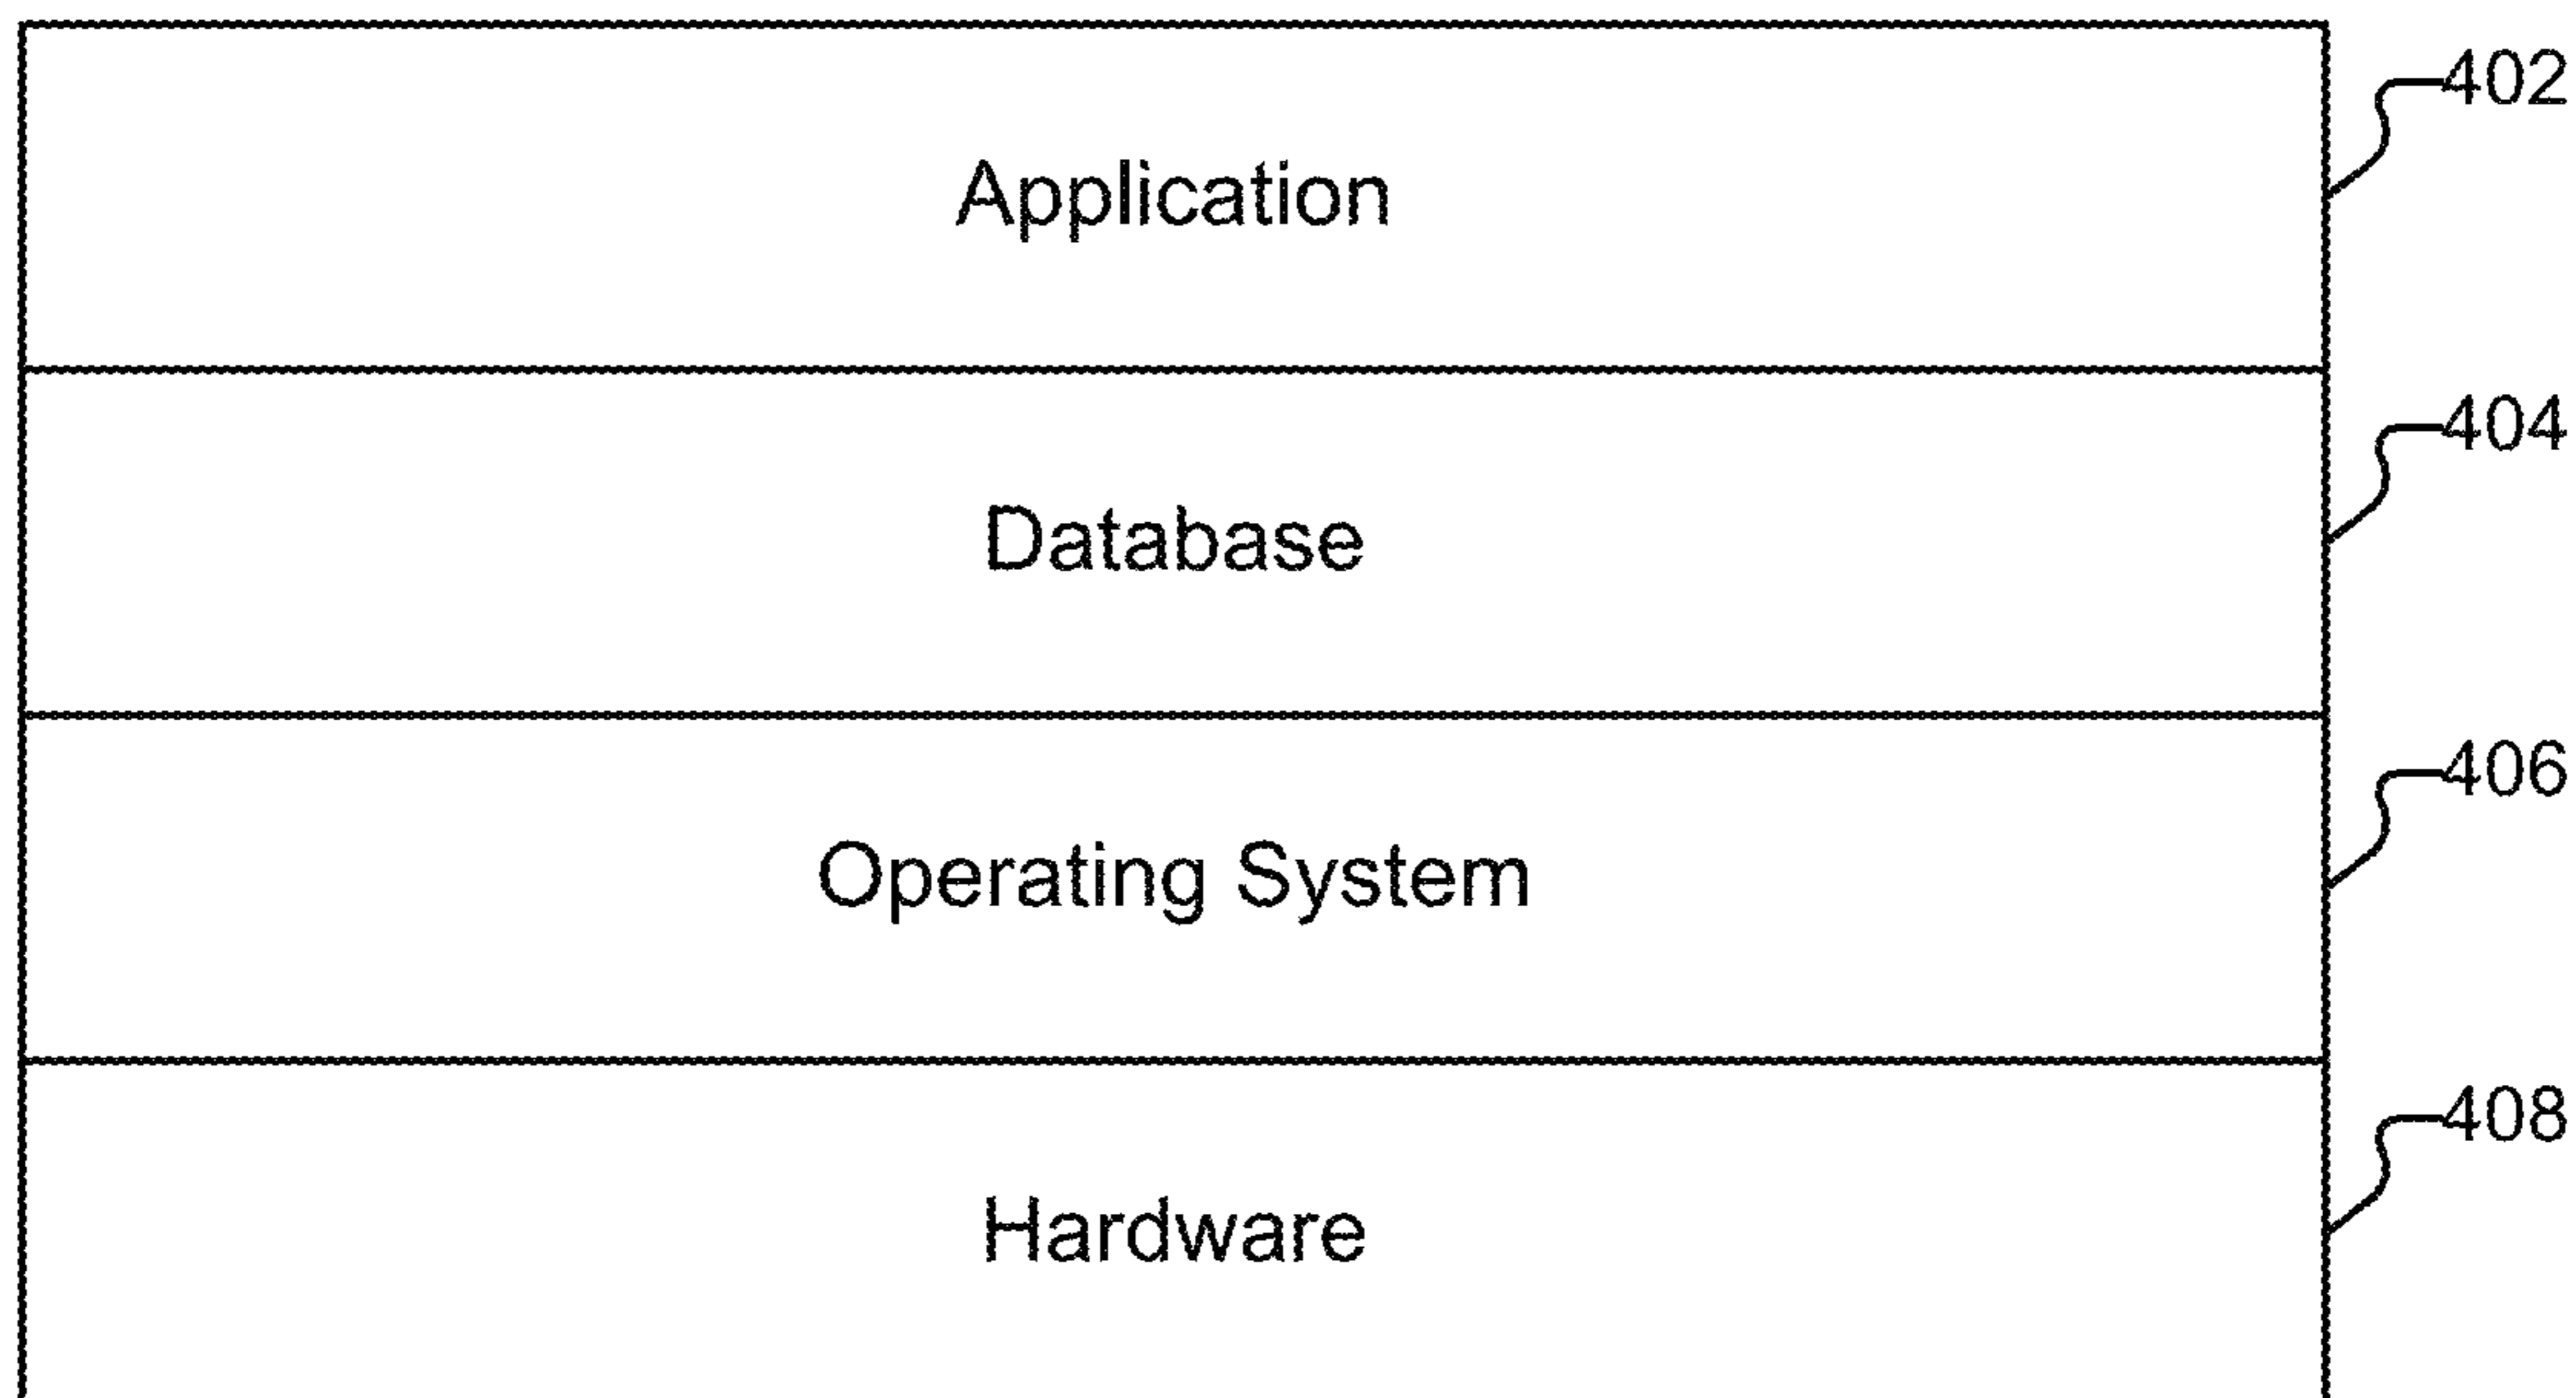 402
Application
404
Database
406
Operating System
408
Hardware